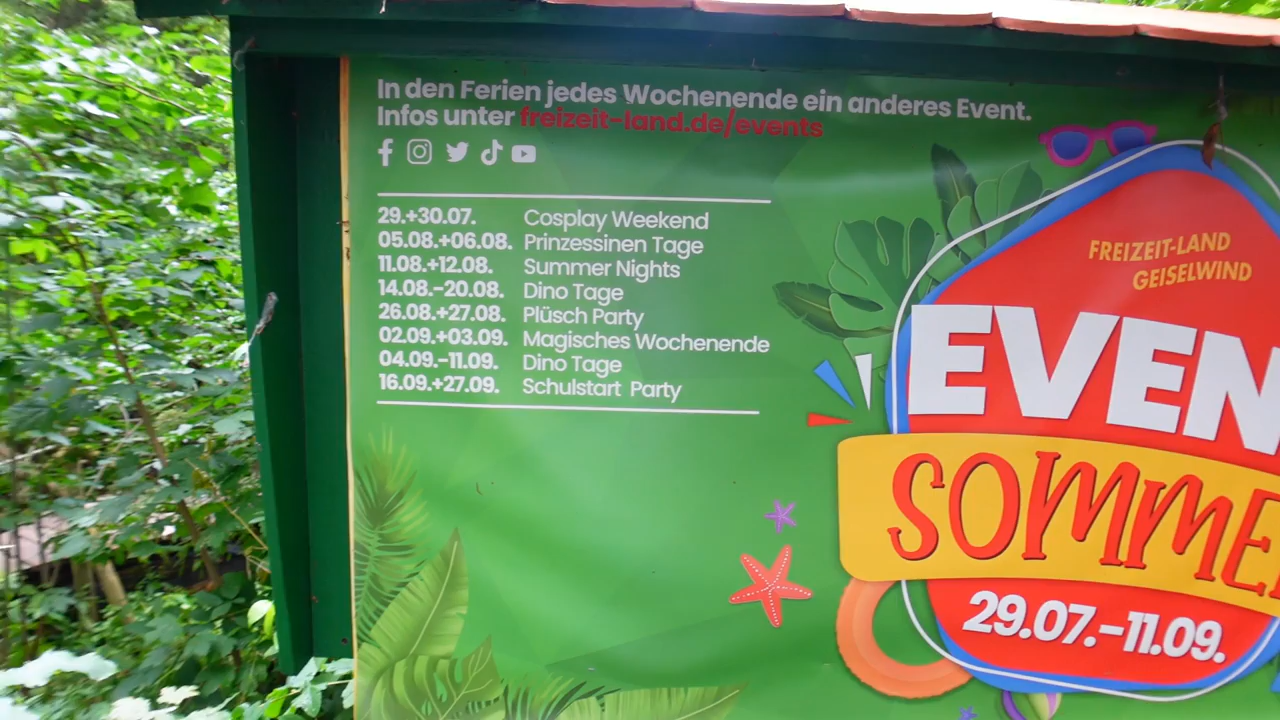 In den Ferien jedes Wochenende ein anderes Event.
Infos unter freizeit-land.de/events
29.+30.07. Cosplay Weekend
05.08.+06.08. Prinzessinen Tage
11.08.+12.08. Summer Nights
14.08.-20.08. Dino Tage
26.08.+27.08. Plüsch Party
02.09.+03.09. Magisches Wochenende
04.09.-11.09. Dino Tage
16.09.+27.09. Schulstart Party
FREIZEIT-LAND
GEISELWIND
EVEN
SOMME
29.07.-11.09.